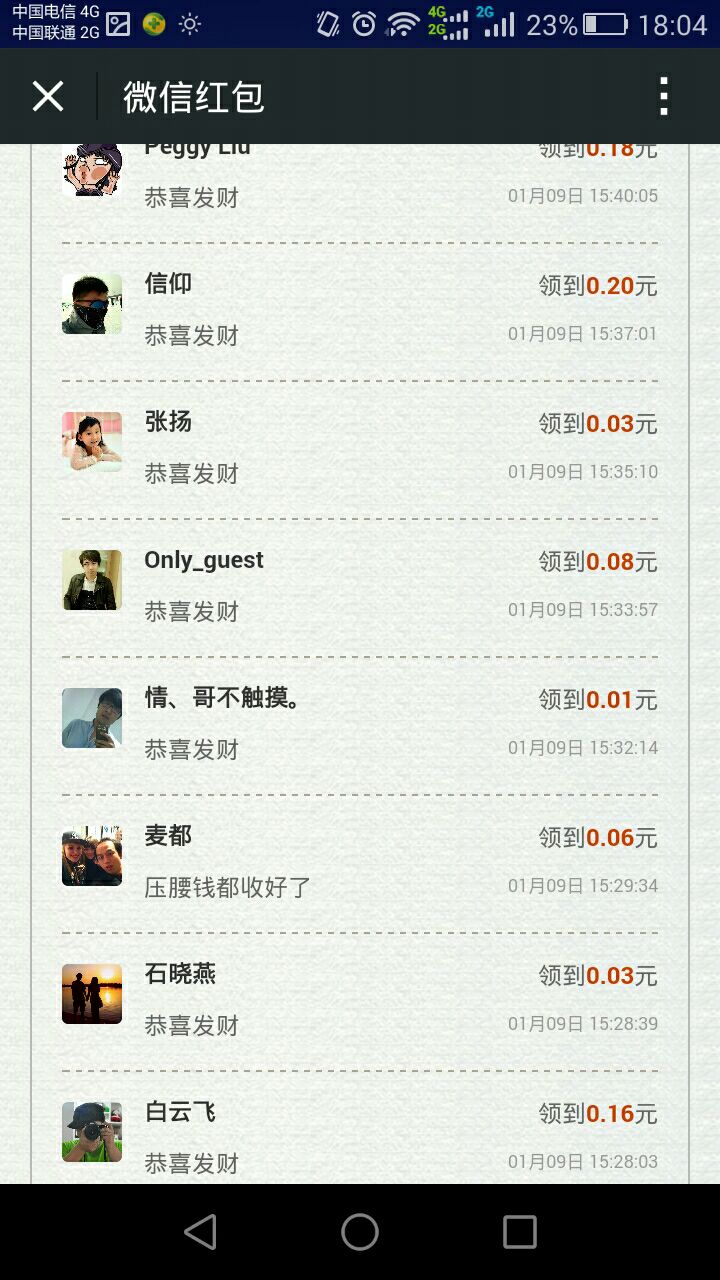 中国电信 4G
中国联通 2G
4G
2G
2G
23%
18:04
微信红包
Peggy Liu
领到0.18元
恭喜发财
01月09日 15:40:05
信仰
领到0.20元
恭喜发财
01月09日 15:37:01
张扬
领到0.03元
恭喜发财
01月09日 15:35:10
Only_guest
领到0.08元
恭喜发财
01月09日 15:33:57
情、哥不触摸。
领到0.01元
恭喜发财
01月09日 15:32:14
麦都
领到0.06元
压腰钱都收好了
01月09日 15:29:34
石晓燕
领到0.03元
恭喜发财
01月09日 15:28:39
白云飞
领到0.16元
恭喜发财
01月09日 15:28:03